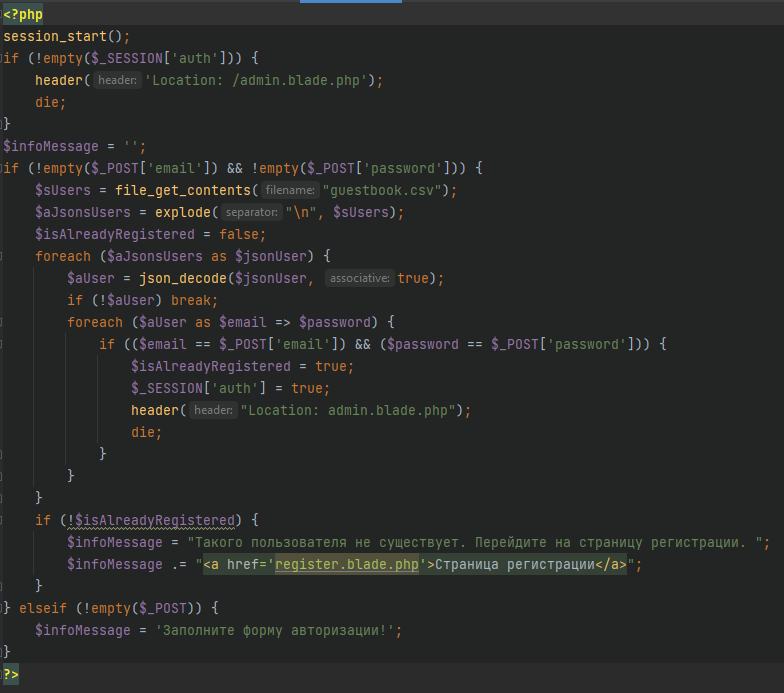 <?php
session_start();
if (!empty($_SESSION['auth'])) {
    header( header: 'Location: /admin.blade.php');
    die;
}
$infoMessage = '';
if (!empty($_POST['email']) && !empty($_POST['password'])) {
    $sUsers = file_get_contents( filename: "guestbook.csv");
    $aJsonsUsers = explode( separator: "\n", $sUsers);
    $isAlreadyRegistered = false;
    foreach ($aJsonsUsers as $jsonUser) {
        $aUser = json_decode($jsonUser, associative: true);
        if (!$aUser) break;
        foreach ($aUser as $email => $password) {
            if (($email == $_POST['email']) && ($password == $_POST['password'])) {
                $isAlreadyRegistered = true;
                $_SESSION['auth'] = true;
                header( header: "Location: admin.blade.php");
                die;
            }
        }
    }
    if (!$isAlreadyRegistered) {
        $infoMessage = "Такого пользователя не существует. Перейдите на страницу регистрации. ";
        $infoMessage .= "<a href='register.blade.php'>Страница регистрации</a>";
    }
} elseif (!empty($_POST)) {
    $infoMessage = 'Заполните форму авторизации!';
}
?>